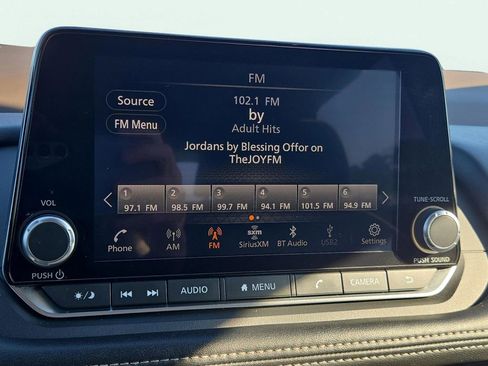 FM
Source
102.1 FM
by
FM Menu
Adult Hits
Jordans by Blessing Offor on
TheJOYFM
1 2 3 4 5 6
97.1 FM 98.5 FM 99.7 FM 94.1 FM 101.5 FM 94.9 FM
VOL
TUNE·SCROLL
sxm
Phone AM FM SiriusXM BT Audio USB2 Settings
PUSH
PUSH SOUND
AUDIO
MENU
CAMERA